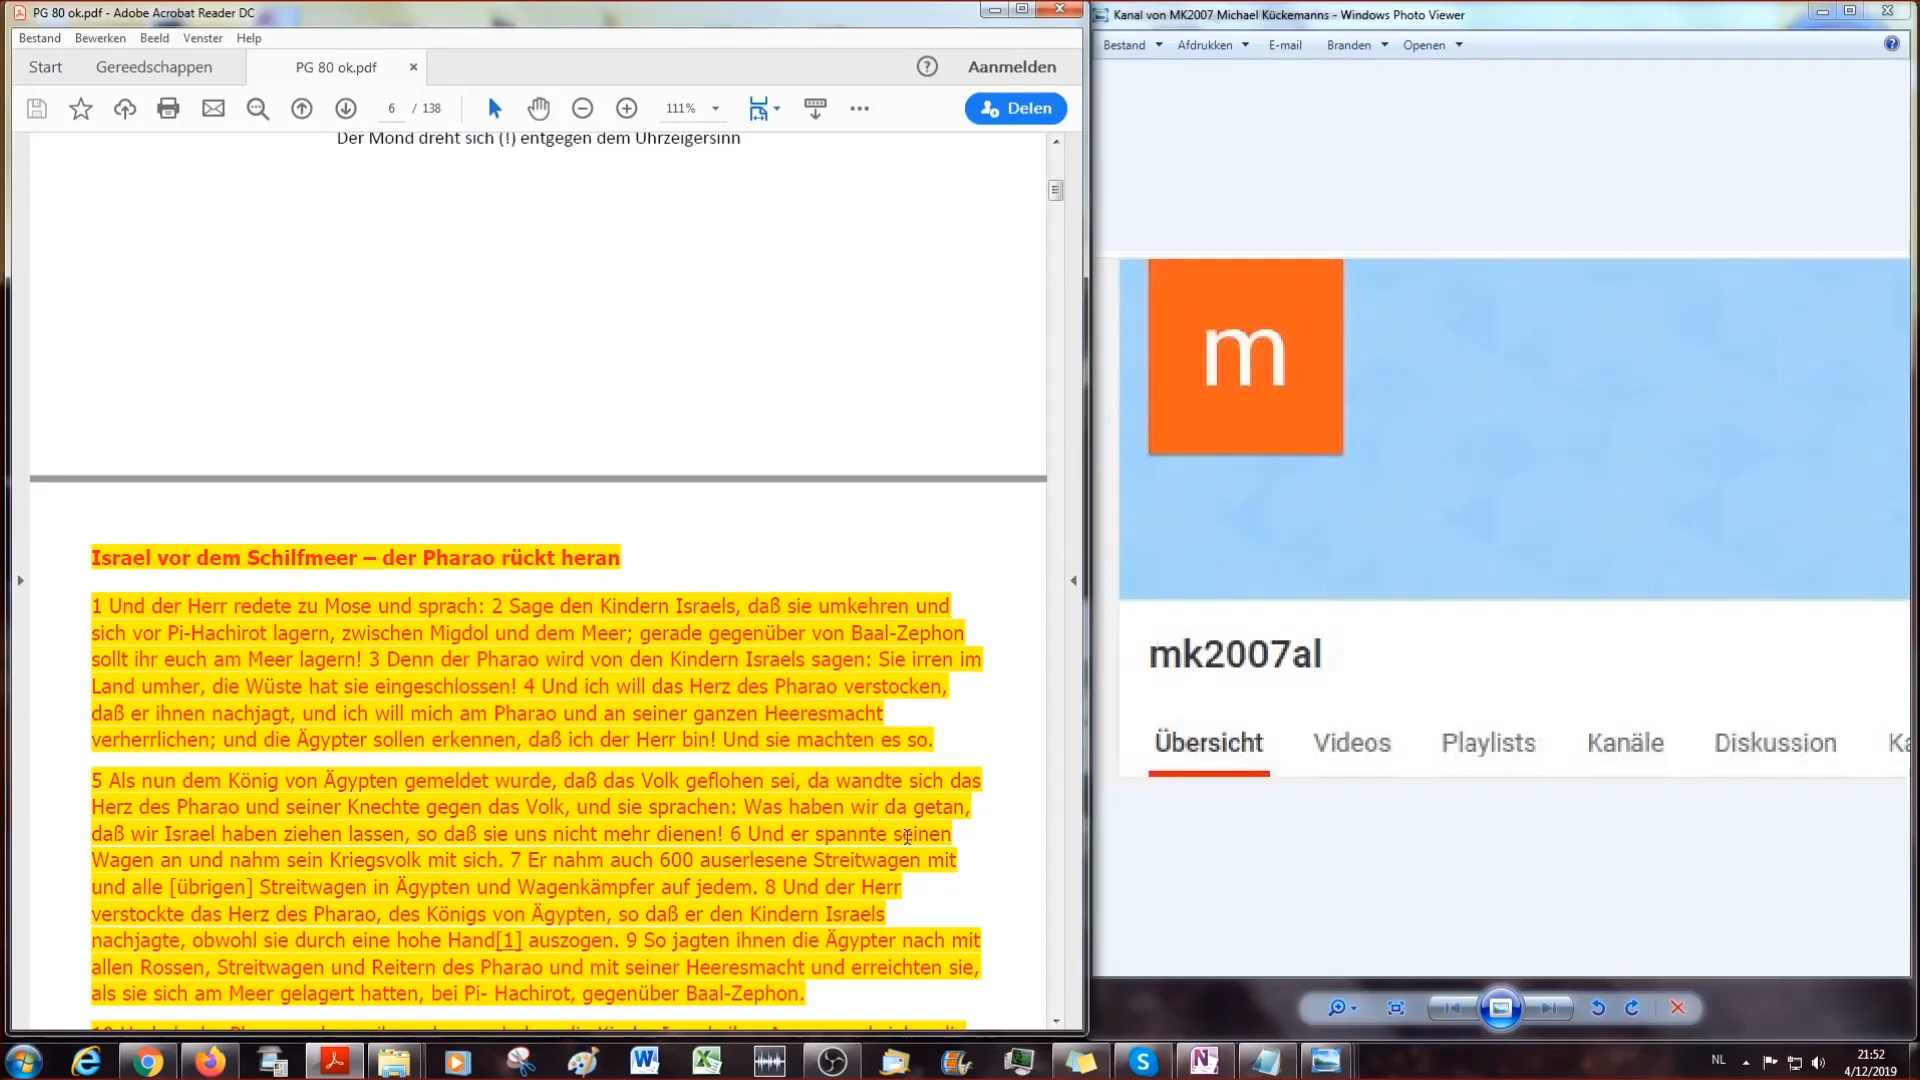 PG 80 ok.pdf - Adobe Acrobat Reader DC
Bestand Bewerken Beeld Venster Help
Start Gereedschappen PG 80 ok.pdf × ? Aanmelden
6 / 138 111% Delen
Der Mond dreht sich (!) entgegen dem Uhrzeigersinn
Israel vor dem Schilfmeer – der Pharao rückt heran
1 Und der Herr redete zu Mose und sprach: 2 Sage den Kindern Israels, daß sie umkehren und
sich vor Pi-Hachirot lagern, zwischen Migdol und dem Meer; gerade gegenüber von Baal-Zephon
sollt ihr euch am Meer lagern! 3 Denn der Pharao wird von den Kindern Israels sagen: Sie irren im
Land umher, die Wüste hat sie eingeschlossen! 4 Und ich will das Herz des Pharao verstocken,
daß er ihnen nachjagt, und ich will mich am Pharao und an seiner ganzen Heeresmacht
verherrlichen; und die Ägypter sollen erkennen, daß ich der Herr bin! Und sie machten es so.
5 Als nun dem König von Ägypten gemeldet wurde, daß das Volk geflohen sei, da wandte sich das
Herz des Pharao und seiner Knechte gegen das Volk, und sie sprachen: Was haben wir da getan,
daß wir Israel haben ziehen lassen, so daß sie uns nicht mehr dienen! 6 Und er spannte seinen
Wagen an und nahm sein Kriegsvolk mit sich. 7 Er nahm auch 600 auserlesene Streitwagen mit
und alle [übrigen] Streitwagen in Ägypten und Wagenkämpfer auf jedem. 8 Und der Herr
verstockte das Herz des Pharao, des Königs von Ägypten, so daß er den Kindern Israels
nachjagte, obwohl sie durch eine hohe Hand[1] auszogen. 9 So jagten ihnen die Ägypter nach mit
allen Rossen, Streitwagen und Reitern des Pharao und mit seiner Heeresmacht und erreichten sie,
als sie sich am Meer gelagert hatten, bei Pi- Hachirot, gegenüber Baal-Zephon.
Kanal von MK2007 Michael Kückemanns - Windows Photo Viewer
Bestand Afdrukken E-mail Branden Openen
m
mk2007al
Übersicht Videos Playlists Kanäle Diskussion
NL
21:52
4/12/2019